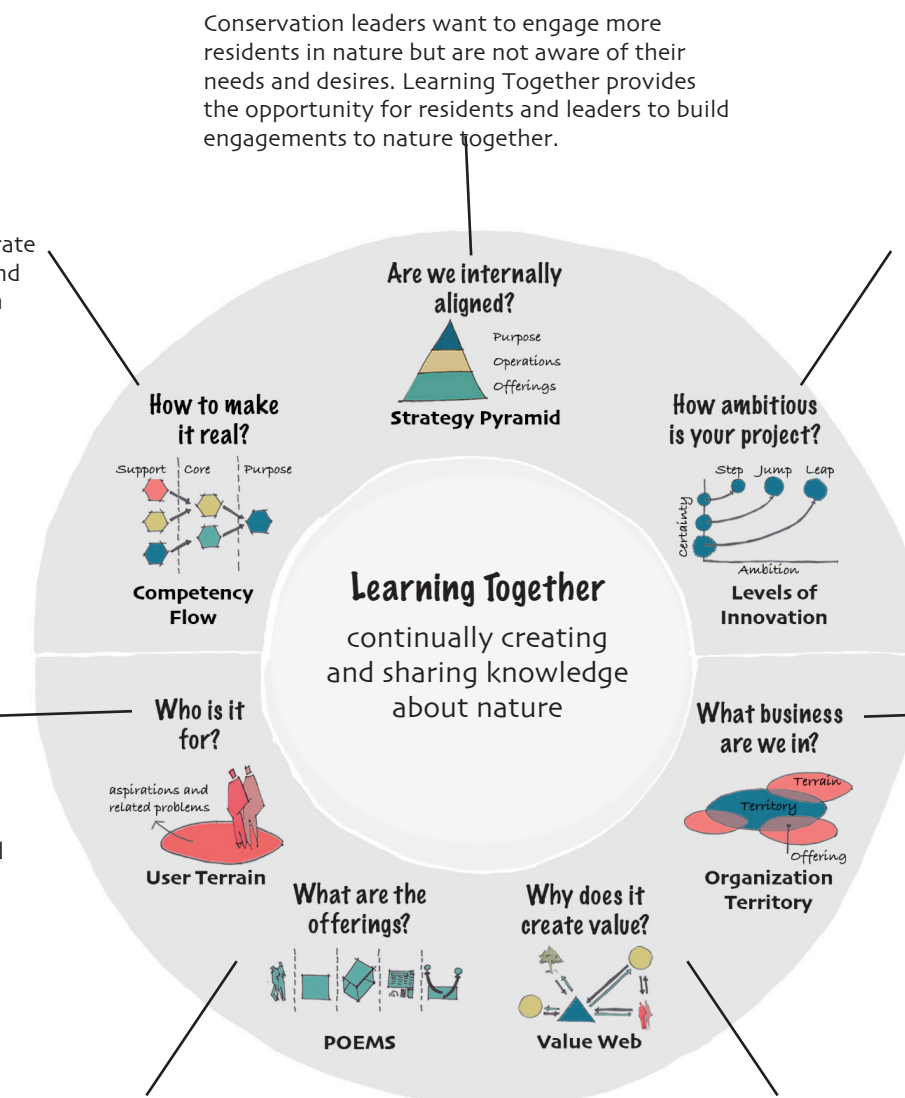 Conservation leaders want to engage more
residents in nature but are not aware of their
needs and desires. Learning Together provides
the opportunity for residents and leaders to build
engagements to nature together.
Are we internally
aligned?
Purpose
Operations
Offerings
Strategy Pyramid
How to make
it real?
Support Core Purpose
Competency
Flow
How ambitious
is your project?
Step Jump Leap
Certainty
Ambition
Levels of
Innovation
Learning Together
continually creating
and sharing knowledge
about nature
Who is it
for?
aspirations and
related problems
User Terrain
What business
are we in?
Terrain
Territory
Offering
Organization
Territory
What are the
offerings?
POEMS
Why does it
create value?
Value Web